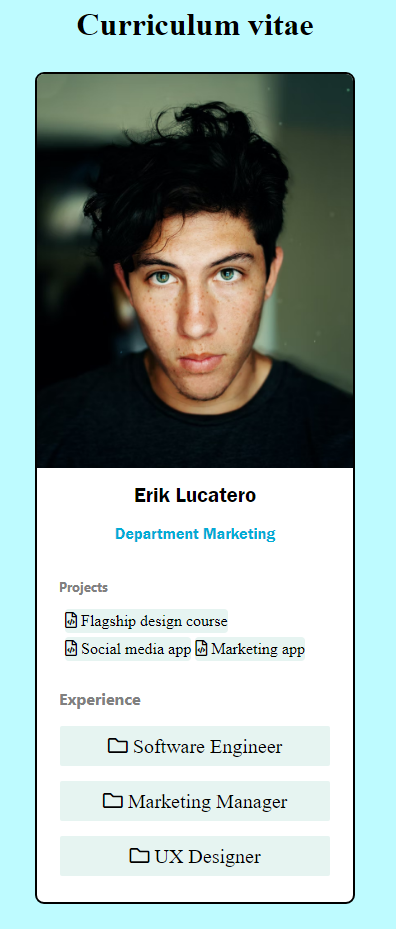 Curriculum vitae
Erik Lucatero
Department Marketing
Projects
Flagship design course
Social media app Marketing app
Experience
Software Engineer
Marketing Manager
UX Designer